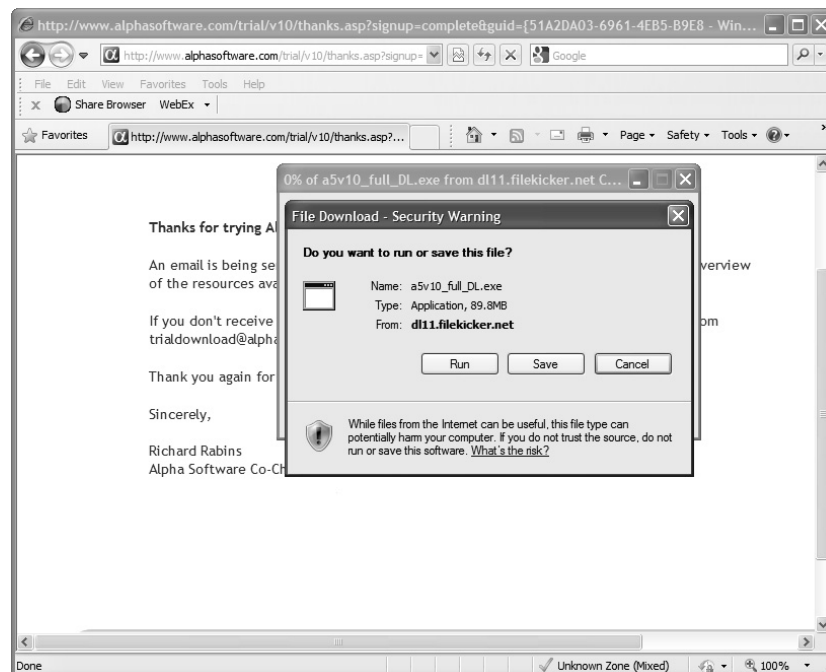 http://www.alphasoftware.com/trial/v10/thanks.asp?signup=complete&guid={51A2DA03-6961-4EB5-B9E8 - Win...
http://www.alphasoftware.com/trial/v10/thanks.asp?signup=
Google
File Edit View Favorites Tools Help
x Share Browser WebEx
Favorites
http://www.alphasoftware.com/trial/v10/thanks.asp?...
Page Safety Tools
0% of a5v10_full_DL.exe from dl11.filekicker.net C...
File Download - Security Warning
Do you want to run or save this file?
Name: a5v10_full_DL.exe
Type: Application, 89.8MB
From: dl11.filekicker.net
Run Save Cancel
While files from the Internet can be useful, this file type can
potentially harm your computer. If you do not trust the source, do not
run or save this software. What's the risk?
Thanks for trying Al
An email is being se verview
of the resources ava
If you don't receive om
trialdownload@alpha
Thank you again for
Sincerely,
Richard Rabins
Alpha Software Co-Ch
Done
Unknown Zone (Mixed)
100%